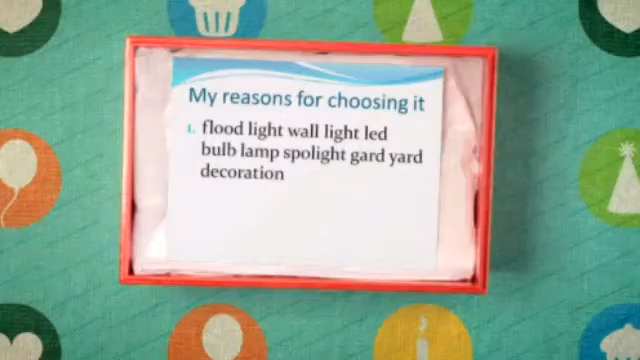 My reasons for choosing it
1. flood light wall light led
bulb lamp spolight gard yard
decoration